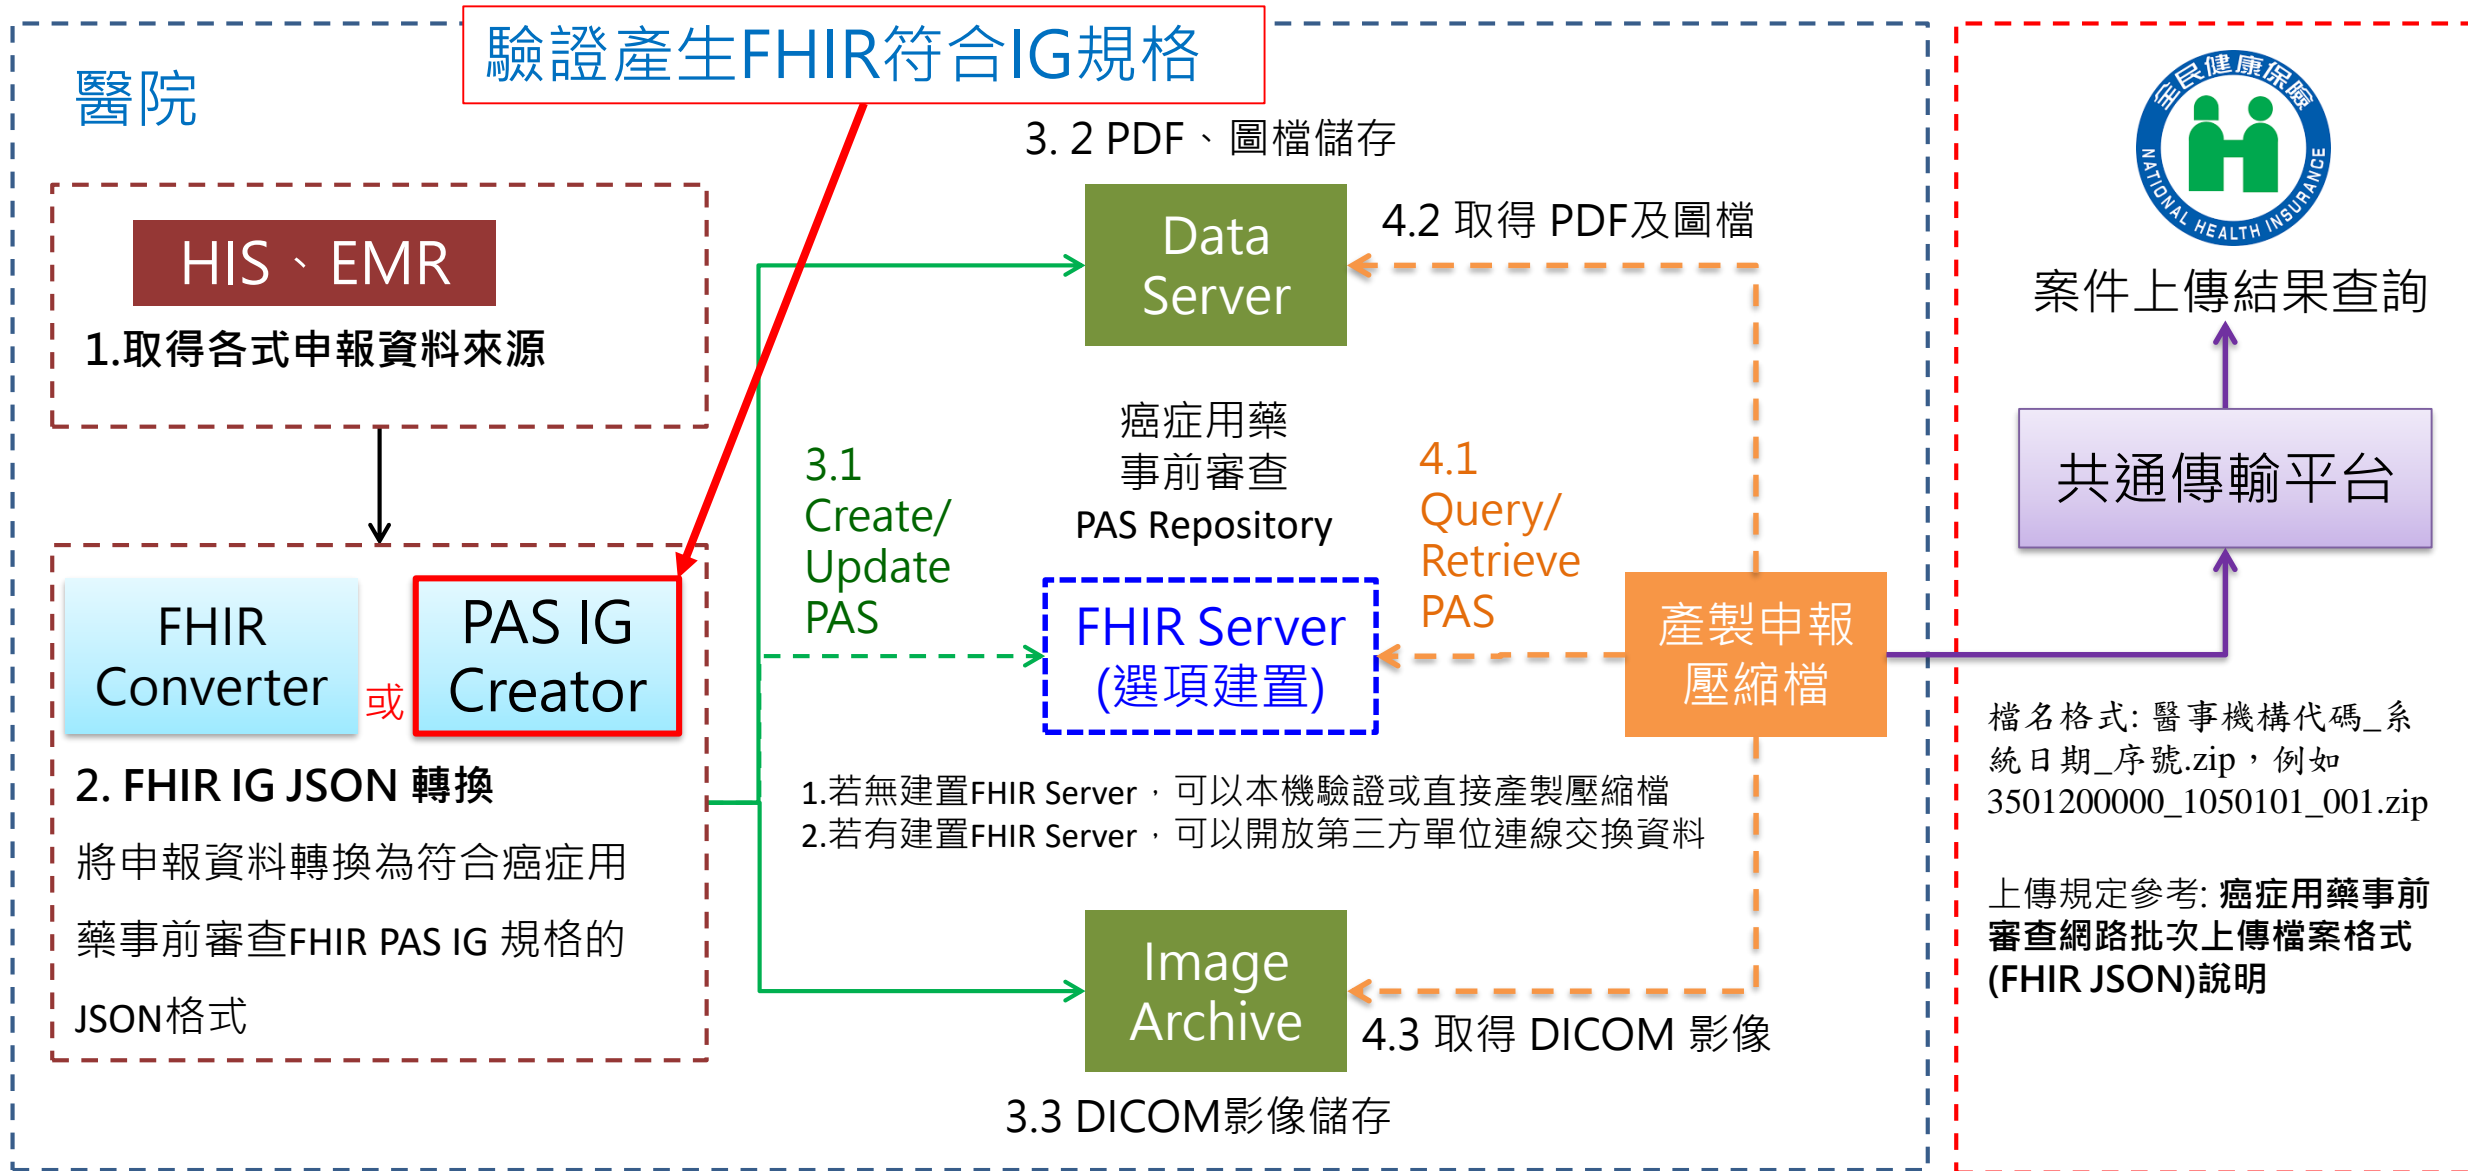 驗證產生FHIR符合IG規格
醫院
HIS、EMR
1.取得各式申報資料來源
FHIR
Converter
或
PAS IG
Creator
2. FHIR IG JSON 轉換
將申報資料轉換為符合癌症用
藥事前審查FHIR PAS IG 規格的
JSON格式
3. 2 PDF、圖檔儲存
Data
Server
4.2 取得 PDF及圖檔
癌症用藥
事前審查
PAS Repository
3.1
Create/
Update
PAS
FHIR Server
(選項建置)
4.1
Query/
Retrieve
PAS
產製申報
壓縮檔
1.若無建置FHIR Server，可以本機驗證或直接產製壓縮檔
2.若有建置FHIR Server，可以開放第三方單位連線交換資料
Image
Archive
4.3 取得 DICOM 影像
3.3 DICOM影像儲存
全民健康保險
NATIONAL HEALTH INSURANCE
案件上傳結果查詢
共通傳輸平台
檔名格式: 醫事機構代碼_系
統日期_序號.zip，例如
3501200000_1050101_001.zip
上傳規定參考: 癌症用藥事前
審查網路批次上傳檔案格式
(FHIR JSON)說明